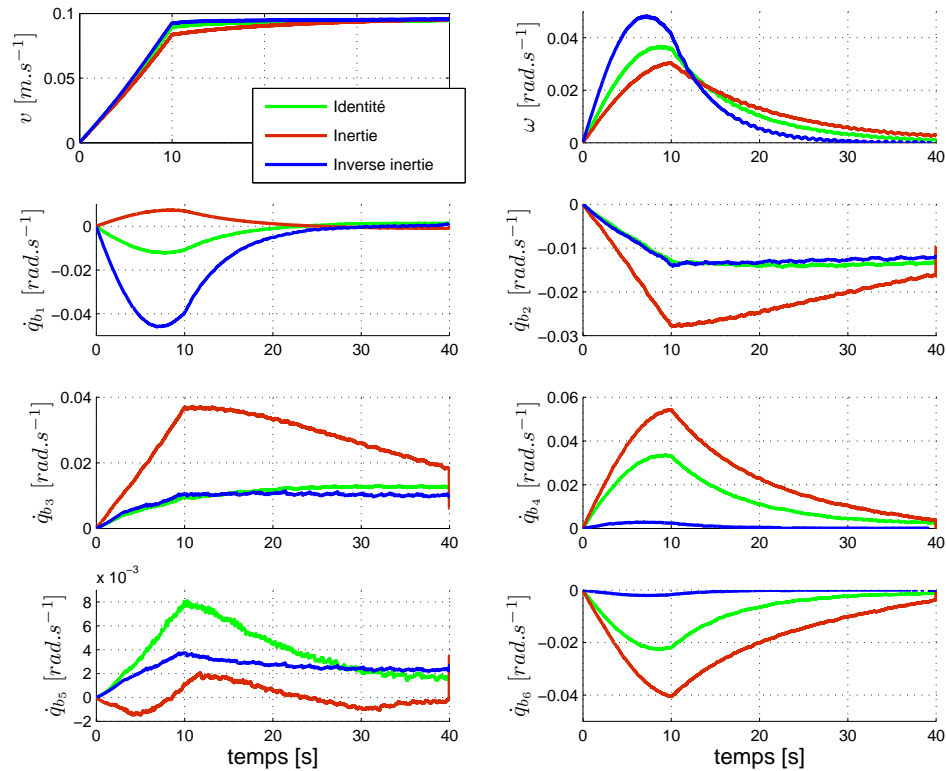 0.1
0.05
0
v [m.s⁻¹]
0 10
Identité
Inertie
Inverse inertie
0.04
0.02
0
ω [rad.s⁻¹]
0 10 20 30 40
0
−0.02
−0.04
q̇b₁ [rad.s⁻¹]
0 10 20 30 40
0
−0.01
−0.02
−0.03
q̇b₂ [rad.s⁻¹]
0 10 20 30 40
0.04
0.02
0
q̇b₃ [rad.s⁻¹]
0 10 20 30 40
0.06
0.04
0.02
0
q̇b₄ [rad.s⁻¹]
0 10 20 30 40
x 10⁻³
8
6
4
2
0
−2
q̇b₅ [rad.s⁻¹]
0 10 20 30 40
temps [s]
0
−0.02
−0.04
q̇b₆ [rad.s⁻¹]
0 10 20 30 40
temps [s]